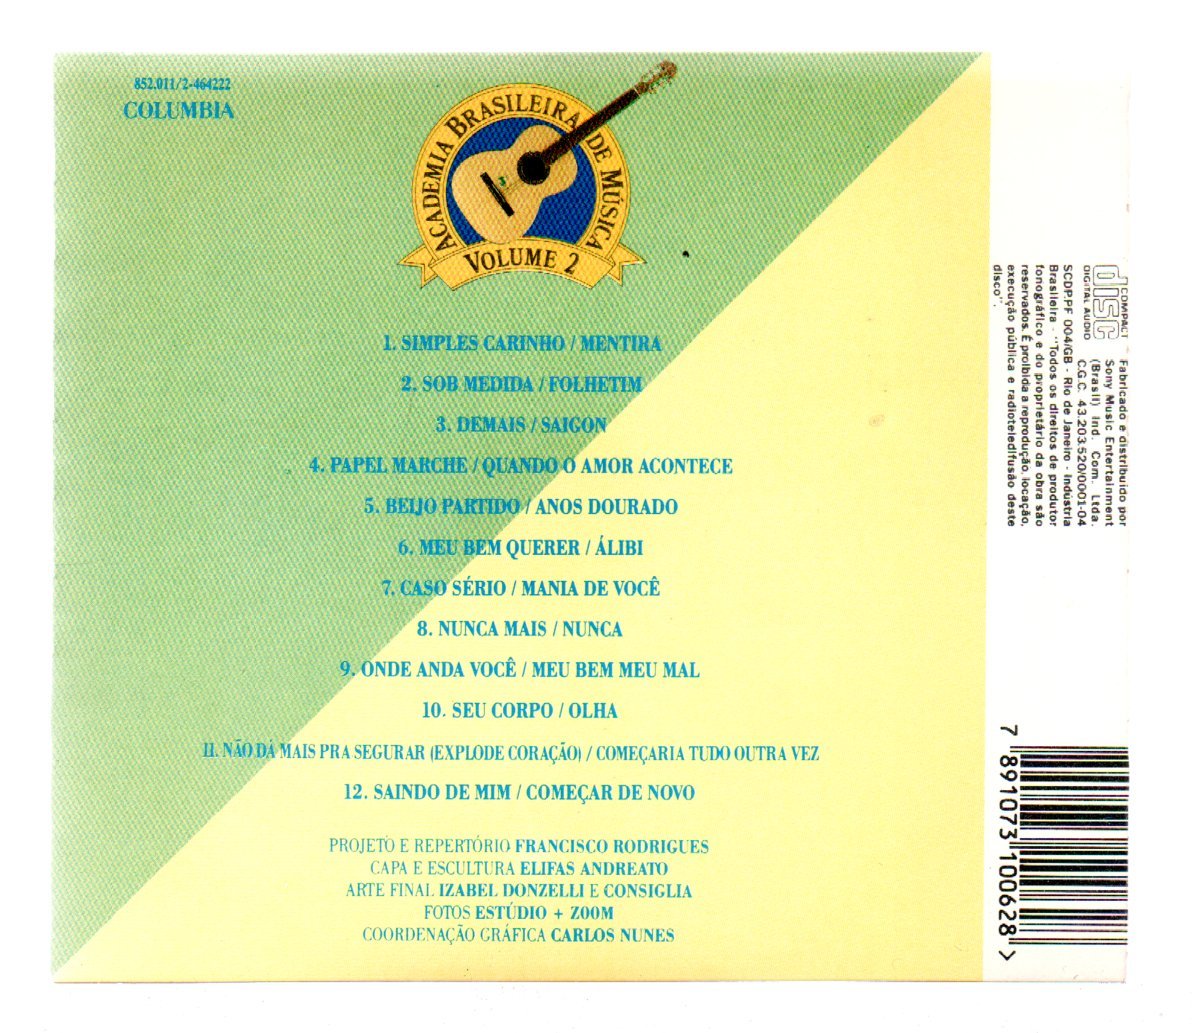 852.011/2-464222
COLUMBIA
ACADEMIA BRASILEIRA DE MÚSICA
VOLUME 2
1. SIMPLES CARINHO / MENTIRA
2. SOB MEDIDA / FOLHETIM
3. DEMAIS / SAIGON
4. PAPEL MARCHE / QUANDO O AMOR ACONTECE
5. BEIJO PARTIDO / ANOS DOURADO
6. MEU BEM QUERER / ÁLIBI
7. CASO SÉRIO / MANIA DE VOCÊ
8. NUNCA MAIS / NUNCA
9. ONDE ANDA VOCÊ / MEU BEM MEU MAL
10. SEU CORPO / OLHA
11. NÃO DÁ MAIS PRA SEGURAR (EXPLODE CORAÇÃO) / COMEÇARIA TUDO OUTRA VEZ
12. SAINDO DE MIM / COMEÇAR DE NOVO
PROJETO E REPERTÓRIO FRANCISCO RODRIGUES
CAPA E ESCULTURA ELIFAS ANDREATO
ARTE FINAL IZABEL DONZELLI E CONSIGLIA
FOTOS ESTÚDIO + ZOOM
COORDENAÇÃO GRÁFICA CARLOS NUNES
COMPACT
disc
DIGITAL AUDIO
Fabricado e distribuído por
Sony Music Entertainment
(Brasil) Ind. Com. Ltda.
C.G.C. 43.203.520/0001-04
SCDP.PF 004/GB - Rio de Janeiro - Indústria
Brasileira - "Todos os direitos de produtor
fonográfico e do proprietário da obra são
reservados. É proibida a reprodução, locação,
execução pública e radioteledifusão deste
disco".
7 891073 100628 >